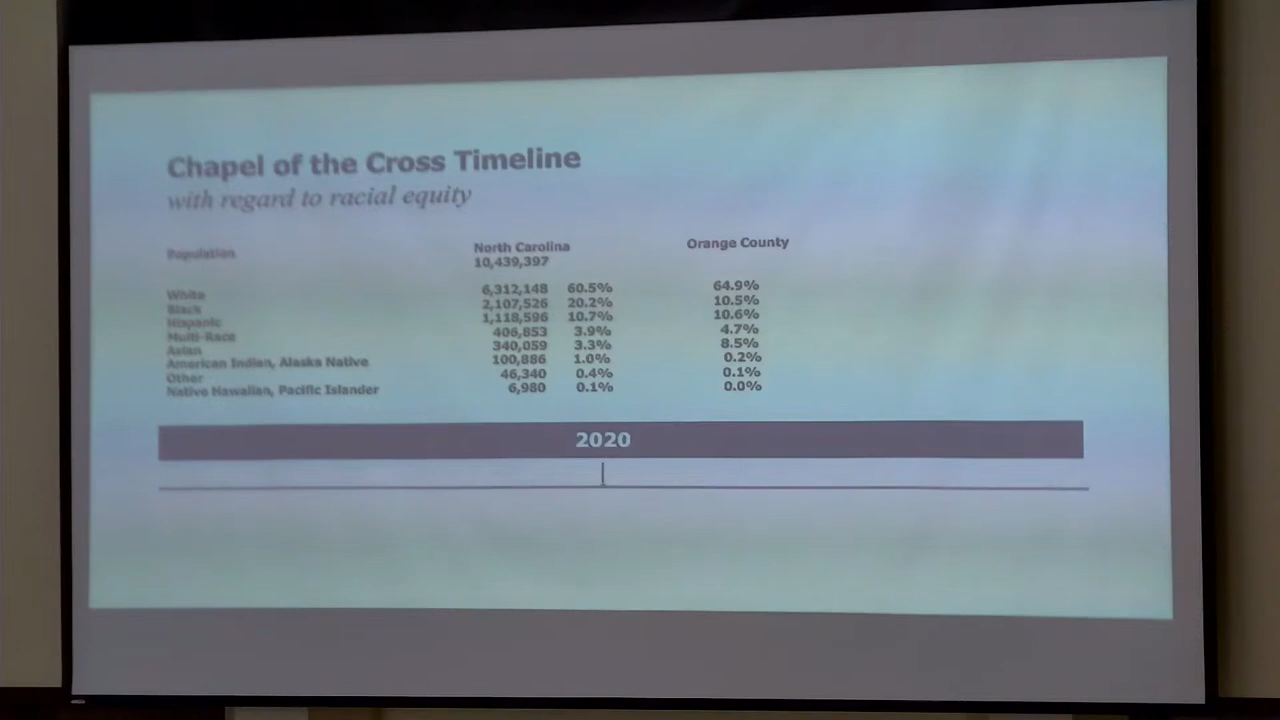 Chapel of the Cross Timeline
with regard to racial equity
Population North Carolina Orange County
10,439,397
White 6,312,148 60.5% 64.9%
Black 2,107,526 20.2% 10.5%
Hispanic 1,118,596 10.7% 10.6%
Multi-Race 406,853 3.9% 4.7%
Asian 340,059 3.3% 8.5%
American Indian, Alaska Native 100,886 1.0% 0.2%
Other 46,340 0.4% 0.1%
Native Hawaiian, Pacific Islander 6,980 0.1% 0.0%
2020